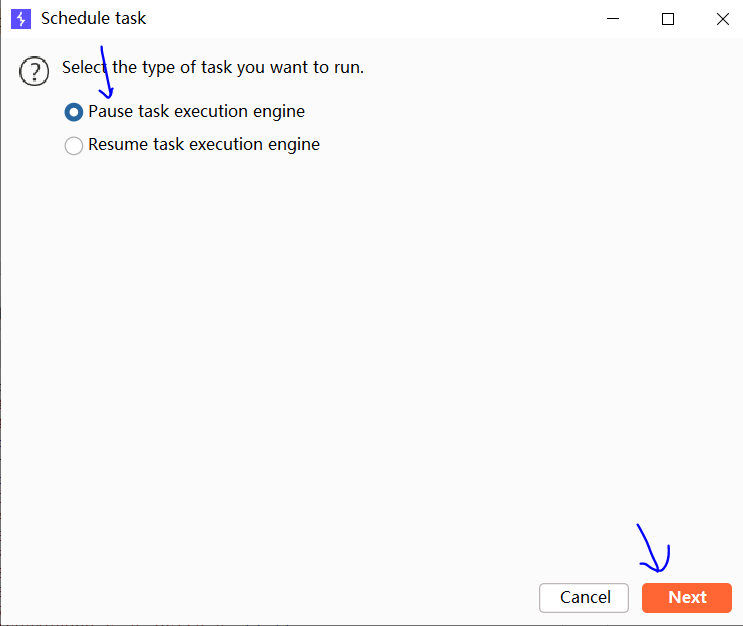 Schedule task
Select the type of task you want to run.
Pause task execution engine
Resume task execution engine
Cancel
Next